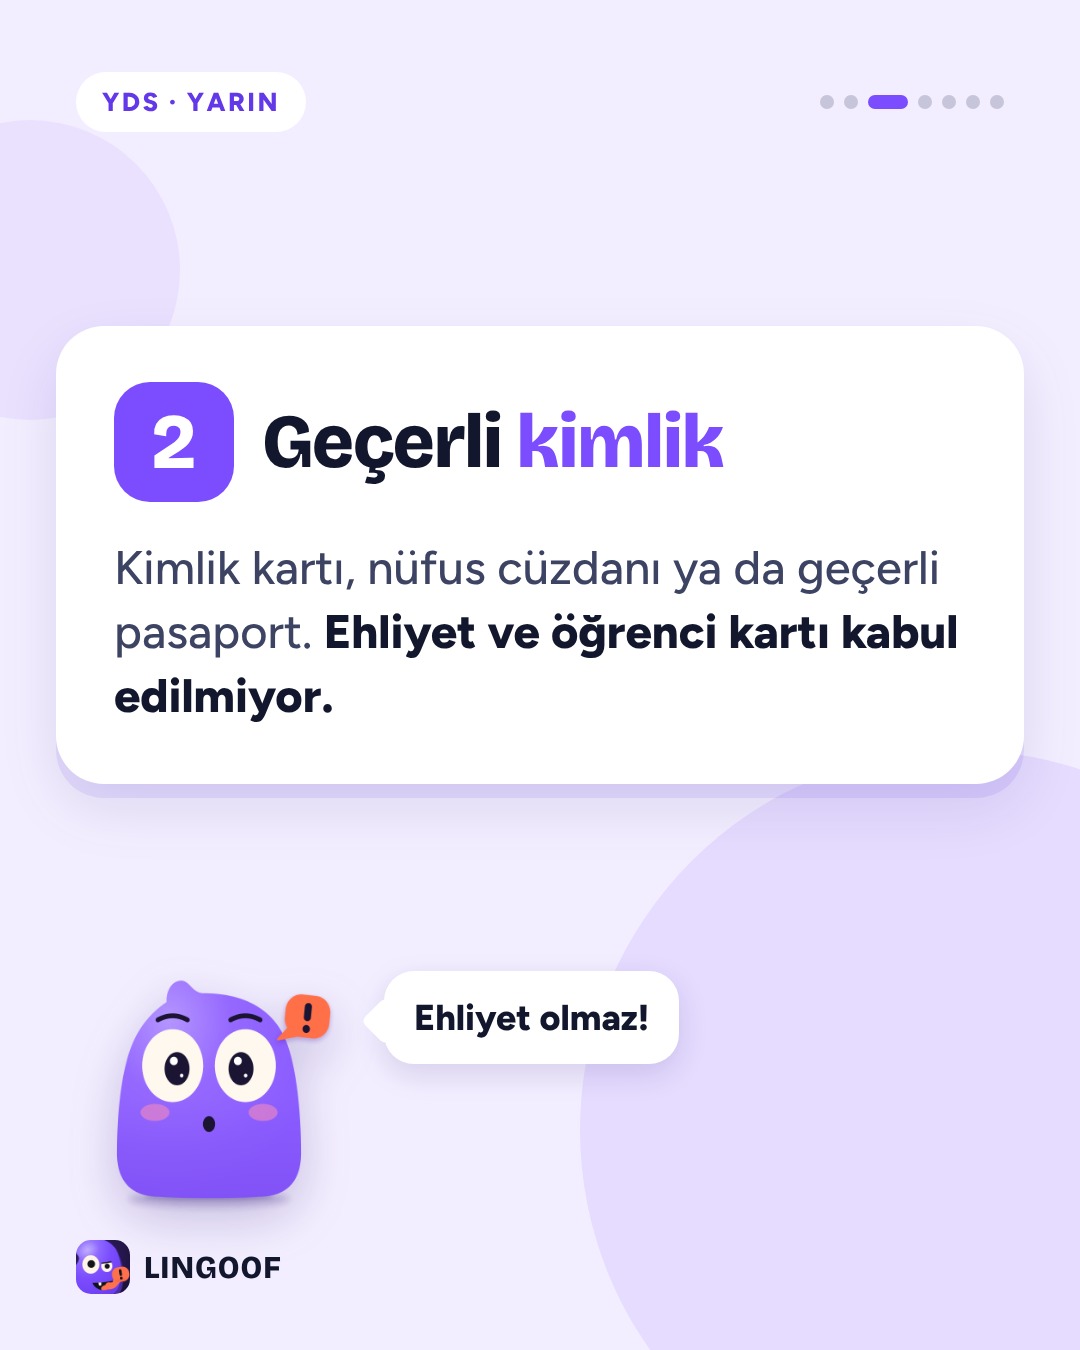 YDS · YARIN
2
Geçerli kimlik
Kimlik kartı, nüfus cüzdanı ya da geçerli
pasaport. Ehliyet ve öğrenci kartı kabul
edilmiyor.
!
Ehliyet olmaz!
LINGOOF